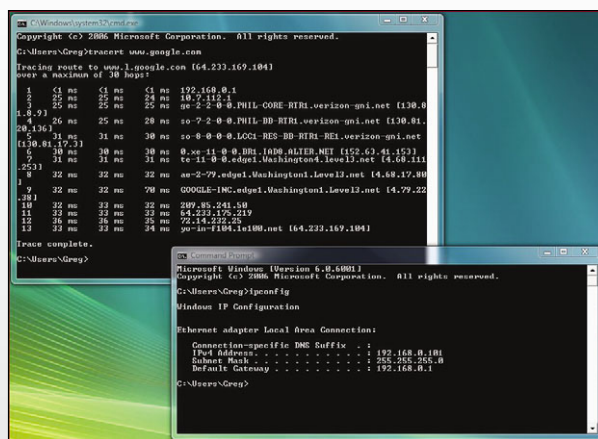 C:\Windows\system32\cmd.exe
Copyright (c) 2006 Microsoft Corporation.  All rights reserved.
C:\Users\Greg>tracert www.google.com
Tracing route to www.l.google.com [64.233.169.104]
over a maximum of 30 hops:
1 <1 ms <1 ms <1 ms 192.168.0.1
2 25 ms 25 ms 24 ms 10.7.112.1
3 25 ms 25 ms 25 ms ge-2-2-0-0.PHIL-CORE-RTR1.verizon-gni.net [130.8
1.8.9]
4 26 ms 25 ms 28 ms so-7-2-0-0.PHIL-BB-RTR1.verizon-gni.net [130.81.
20.136]
5 31 ms 31 ms 30 ms so-8-0-0-0.LCC1-RES-BB-RTR1-RE1.verizon-gni.net
[130.81.17.3]
6 30 ms 30 ms 30 ms 0.xe-11-0-0.BR1.IAD8.ALTER.NET [152.63.41.153]
7 31 ms 31 ms 31 ms te-11-0-0.edge1.Washington4.level3.net [4.68.111
.253]
8 32 ms 32 ms 32 ms ae-2-79.edge1.Washington1.Level3.net [4.68.17.80
]
9 32 ms 32 ms 70 ms GOOGLE-INC.edge1.Washington1.Level3.net [4.79.22
.38]
10 32 ms 33 ms 32 ms 209.85.241.50
11 33 ms 33 ms 33 ms 64.233.175.219
12 36 ms 36 ms 35 ms 72.14.232.25
13 33 ms 33 ms 34 ms yo-in-f104.1e100.net [64.233.169.104]
Trace complete.
C:\Users\Greg>
Command Prompt
Microsoft Windows [Version 6.0.6001]
Copyright (c) 2006 Microsoft Corporation.  All rights reserved.
C:\Users\Greg>ipconfig
Windows IP Configuration
Ethernet adapter Local Area Connection:
Connection-specific DNS Suffix  . :
IPv4 Address. . . . . . . . . . . : 192.168.0.101
Subnet Mask . . . . . . . . . . . : 255.255.255.0
Default Gateway . . . . . . . . . : 192.168.0.1
C:\Users\Greg>